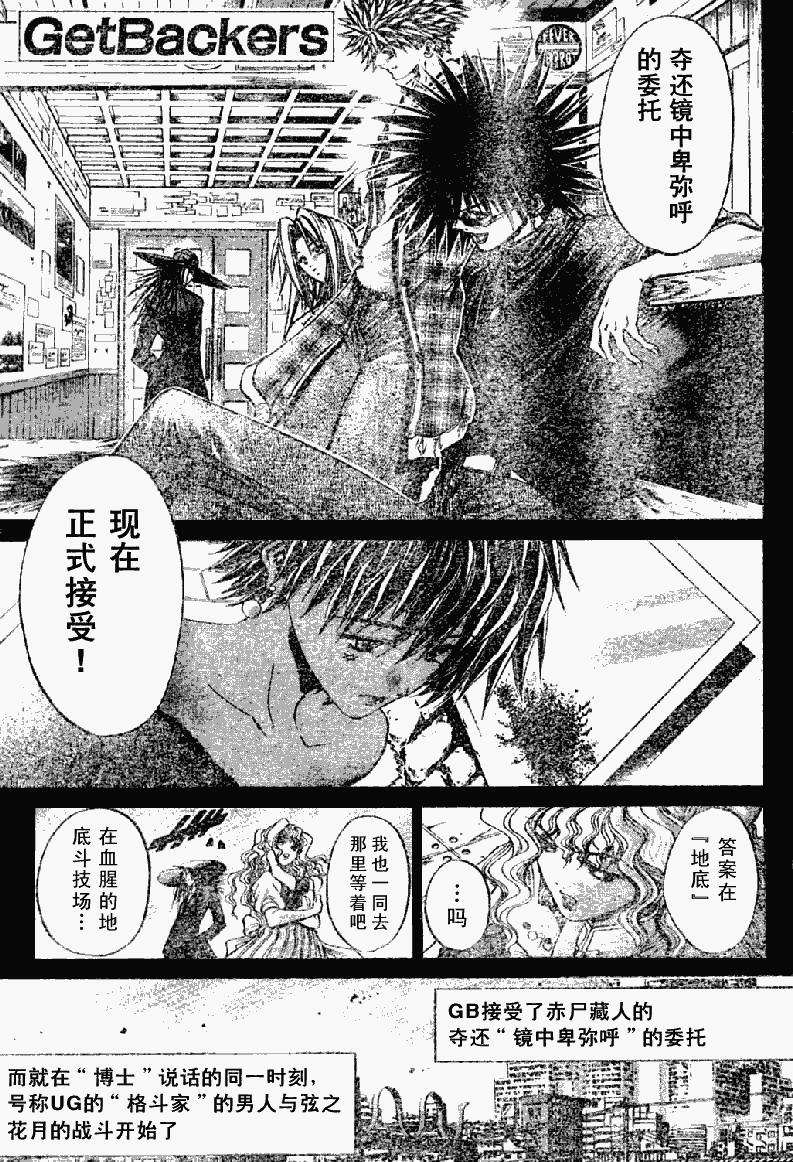 GetBackers
夺还镜中卑弥呼
的委托
现在
正式接受！
答案在
『地底』
…吗
我也一同去
那里等着吧
在血腥的地
底斗技场…
GB接受了赤尸藏人的
夺还“镜中卑弥呼”的委托
而就在“博士”说话的同一时刻，
号称UG的“格斗家”的男人与弦之
花月的战斗开始了